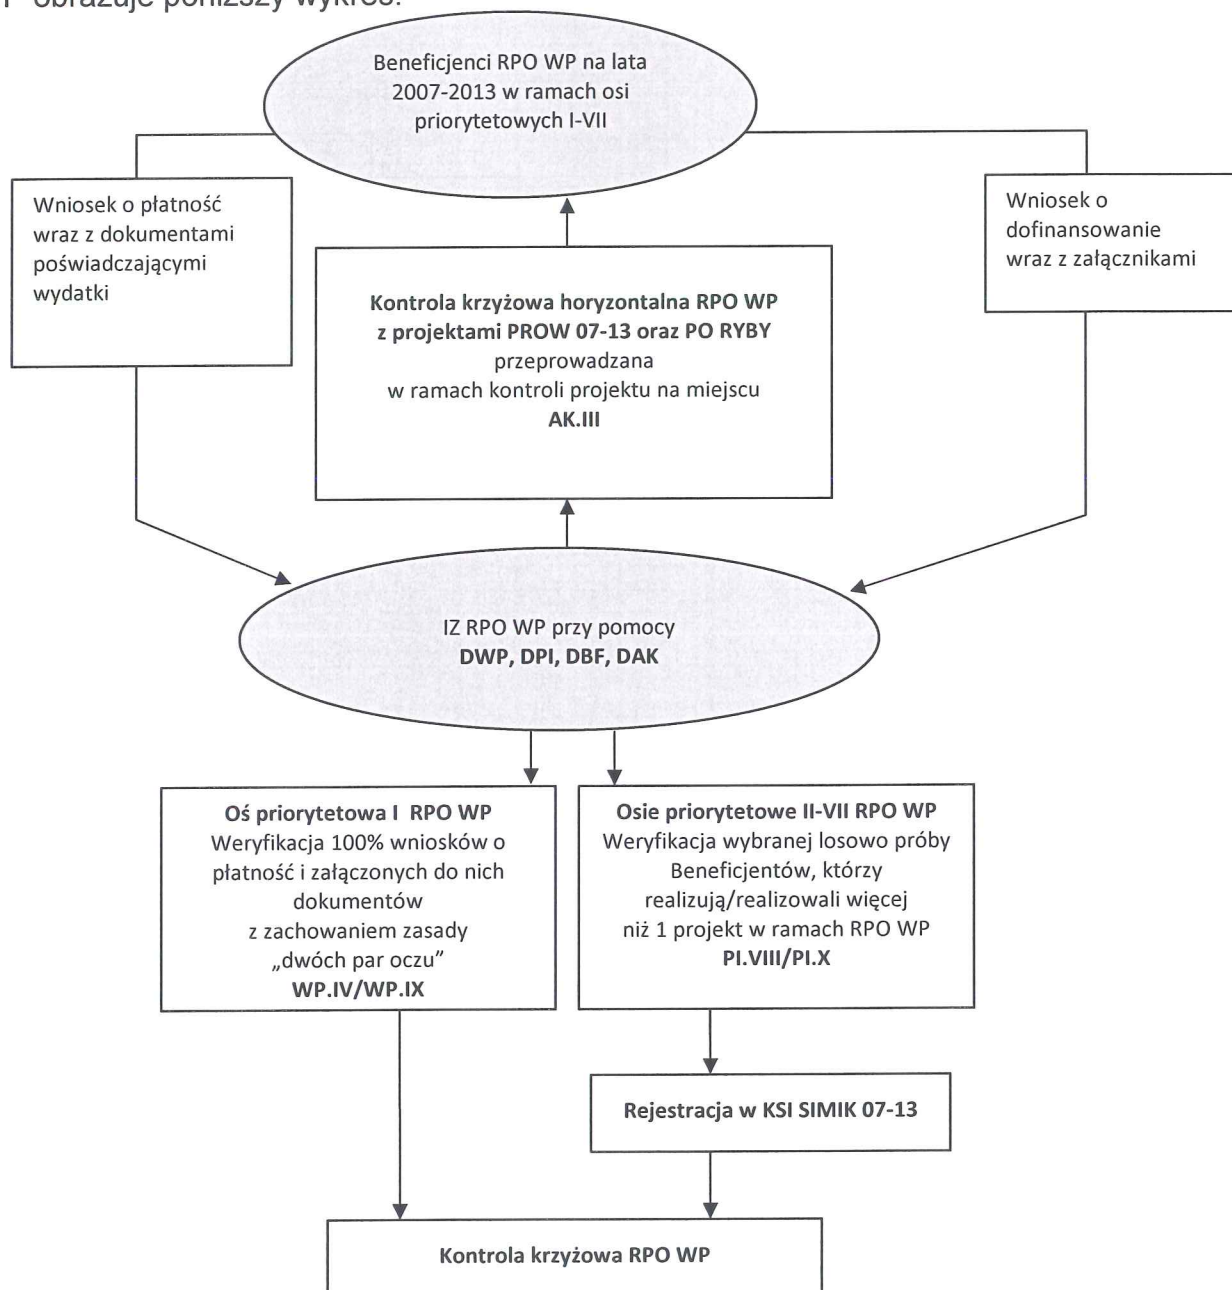 obrazuje poniższy wykres.
Beneficjenci RPO WP na lata
2007-2013 w ramach osi
priorytetowych I-VII
Wniosek o płatność
wraz z dokumentami
poświadczającymi
wydatki
Wniosek o
dofinansowanie
wraz z załącznikami
Kontrola krzyżowa horyzontalna RPO WP
z projektami PROW 07-13 oraz PO RYBY
przeprowadzana
w ramach kontroli projektu na miejscu
AK.III
IZ RPO WP przy pomocy
DWP, DPI, DBF, DAK
Oś priorytetowa I RPO WP
Weryfikacja 100% wniosków o
płatność i załączonych do nich
dokumentów
z zachowaniem zasady
„dwóch par oczu”
WP.IV/WP.IX
Osie priorytetowe II-VII RPO WP
Weryfikacja wybranej losowo próby
Beneficjentów, którzy
realizują/realizowali więcej
niż 1 projekt w ramach RPO WP
PI.VIII/PI.X
Rejestracja w KSI SIMIK 07-13
Kontrola krzyżowa RPO WP